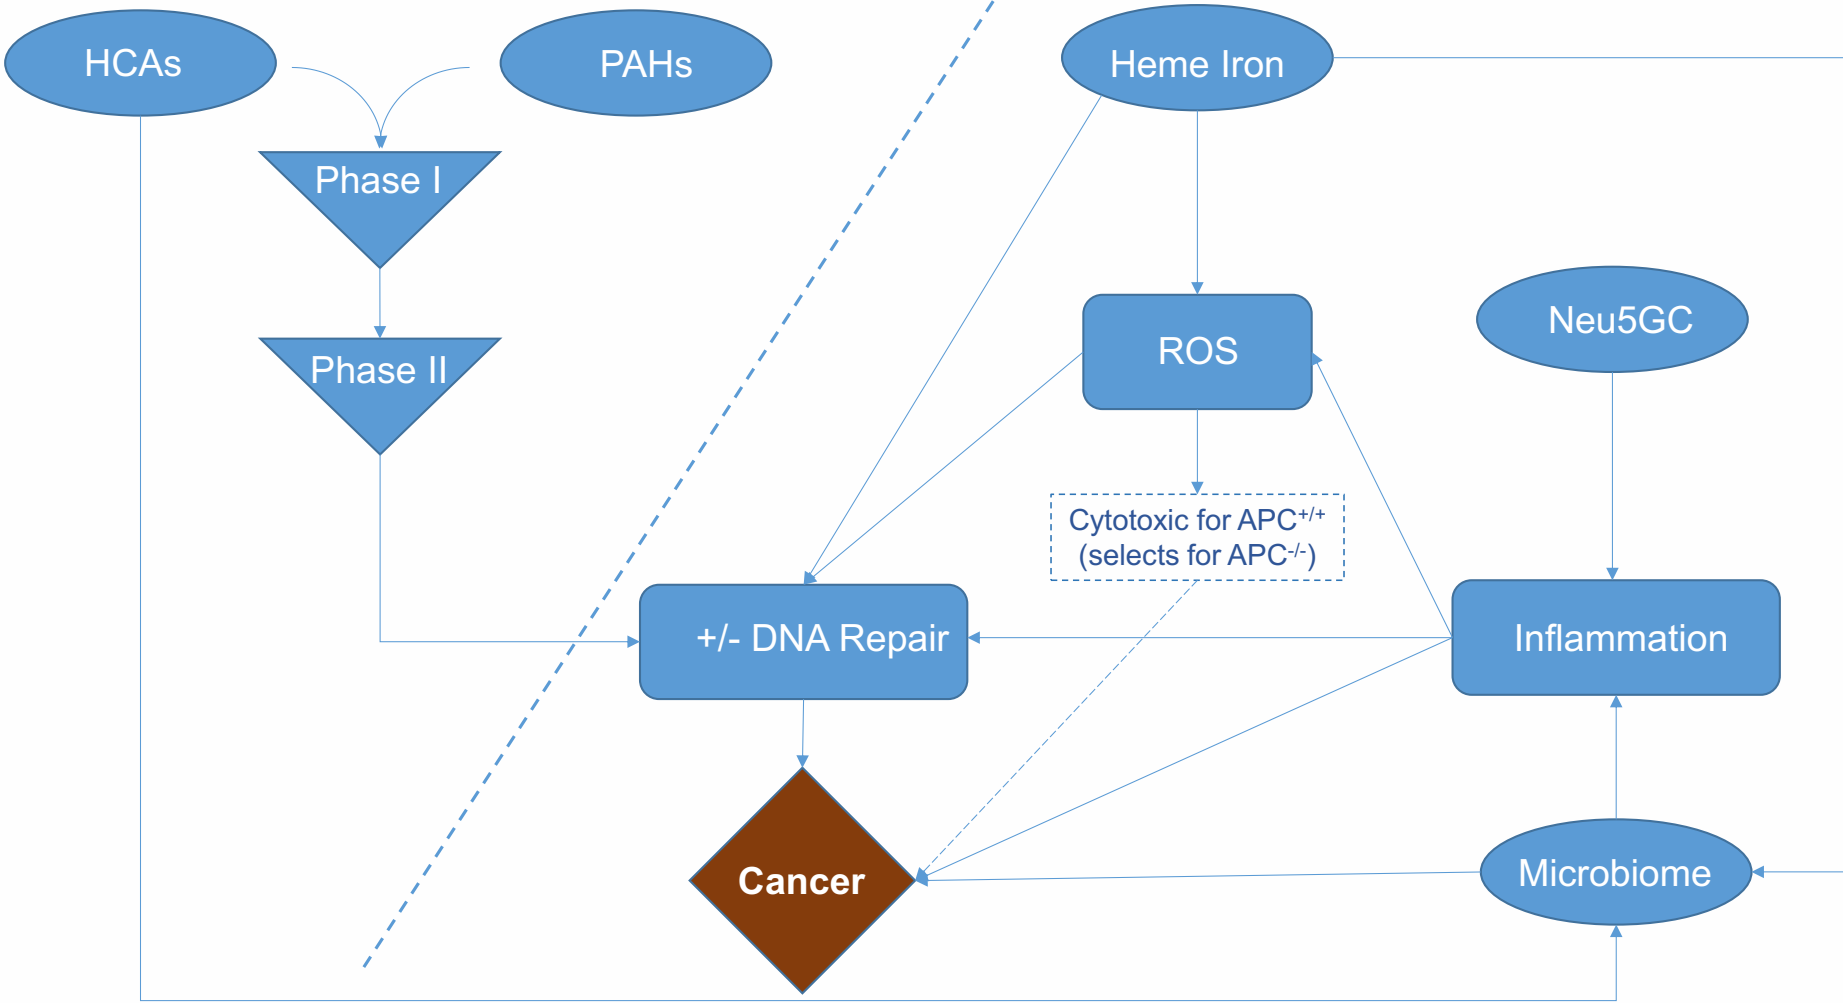 HCAs
PAHs
Heme Iron
Phase I
Neu5GC
ROS
Phase II
Cytotoxic for APC+/+
(selects for APC-/-)
+/- DNA Repair
Inflammation
Cancer
Microbiome